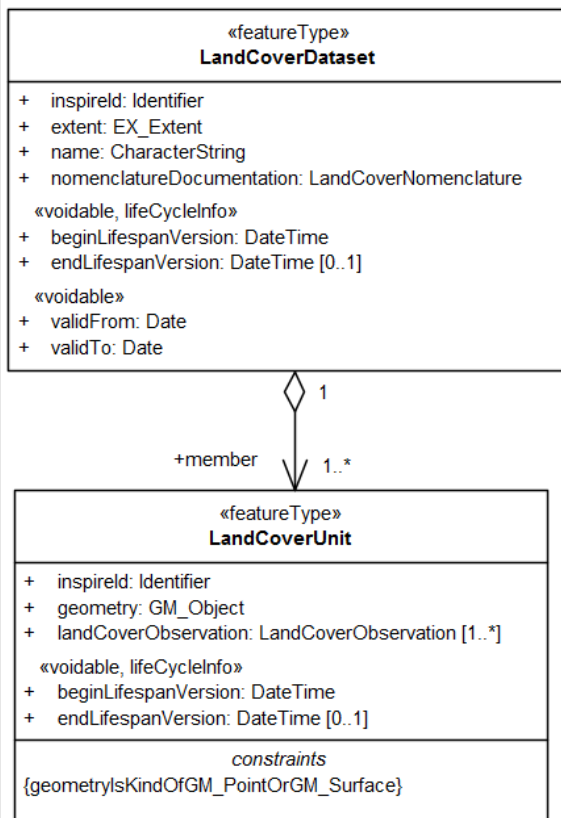 «featureType»
LandCoverDataset
+ inspireId: Identifier
+ extent: EX_Extent
+ name: CharacterString
+ nomenclatureDocumentation: LandCoverNomenclature
«voidable, lifeCycleInfo»
+ beginLifespanVersion: DateTime
+ endLifespanVersion: DateTime [0..1]
«voidable»
+ validFrom: Date
+ validTo: Date
1
+member
1..*
«featureType»
LandCoverUnit
+ inspireId: Identifier
+ geometry: GM_Object
+ landCoverObservation: LandCoverObservation [1..*]
«voidable, lifeCycleInfo»
+ beginLifespanVersion: DateTime
+ endLifespanVersion: DateTime [0..1]
constraints
{geometryIsKindOfGM_PointOrGM_Surface}